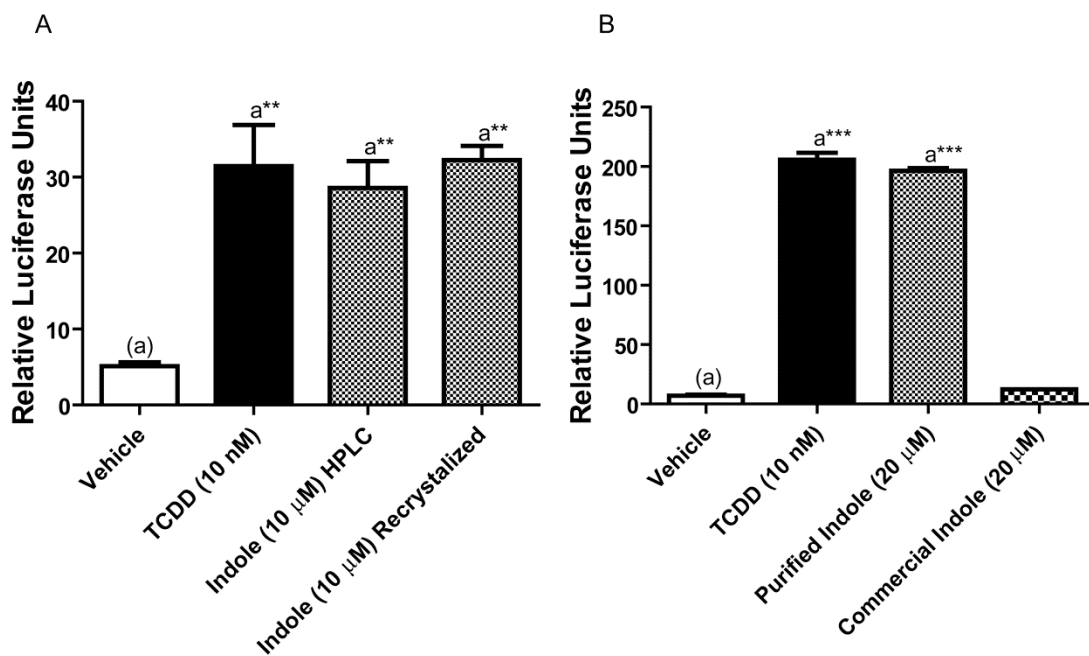 A
Relative Luciferase Units
40
30
20
10
0
(a)
a**
a**
a**
Vehicle
TCDD (10 nM)
Indole (10 μM) HPLC
Indole (10 μM) Recrystalized
B
Relative Luciferase Units
250
200
150
100
50
0
(a)
a***
a***
Vehicle
TCDD (10 nM)
Purified Indole (20 μM)
Commercial Indole (20 μM)